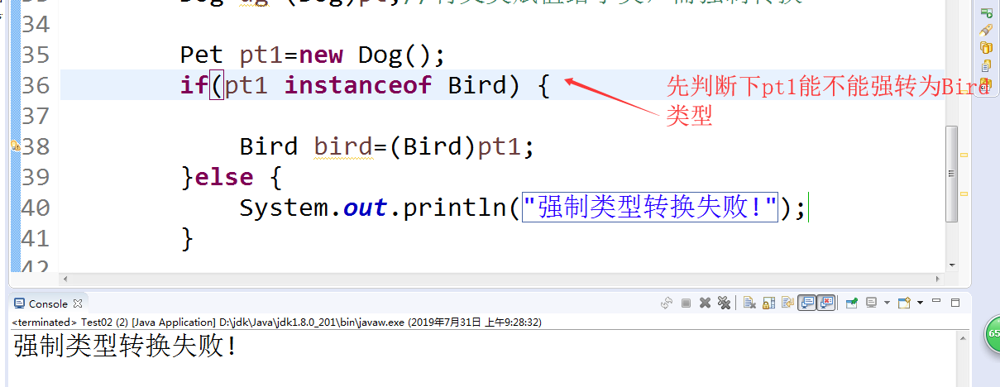 34
35 Pet pt1=new Dog();
36 if(pt1 instanceof Bird) {
先判断下pt1能不能强转为Bird
类型
37
38 Bird bird=(Bird)pt1;
39 }else {
40 System.out.println("强制类型转换失败!");
41 }
42
Console
<terminated> Test02 (2) [Java Application] D:\jdk\Java\jdk1.8.0_201\bin\javaw.exe (2019年7月31日 上午9:28:32)
强制类型转换失败!
65